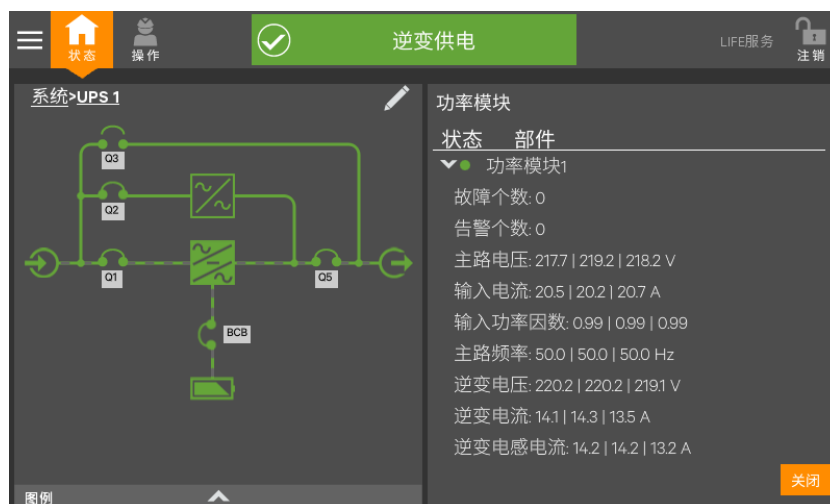 状态
操作
逆变供电
LIFE服务
注销
系统>UPS 1
Q3
Q2
Q1
Q5
BCB
图例
功率模块
状态 部件
功率模块1
故障个数: 0
告警个数: 0
主路电压: 217.7 | 219.2 | 218.2 V
输入电流: 20.5 | 20.2 | 20.7 A
输入功率因数: 0.99 | 0.99 | 0.99
主路频率: 50.0 | 50.0 | 50.0 Hz
逆变电压: 220.2 | 220.2 | 219.1 V
逆变电流: 14.1 | 14.3 | 13.5 A
逆变电感电流: 14.2 | 14.2 | 13.2 A
关闭